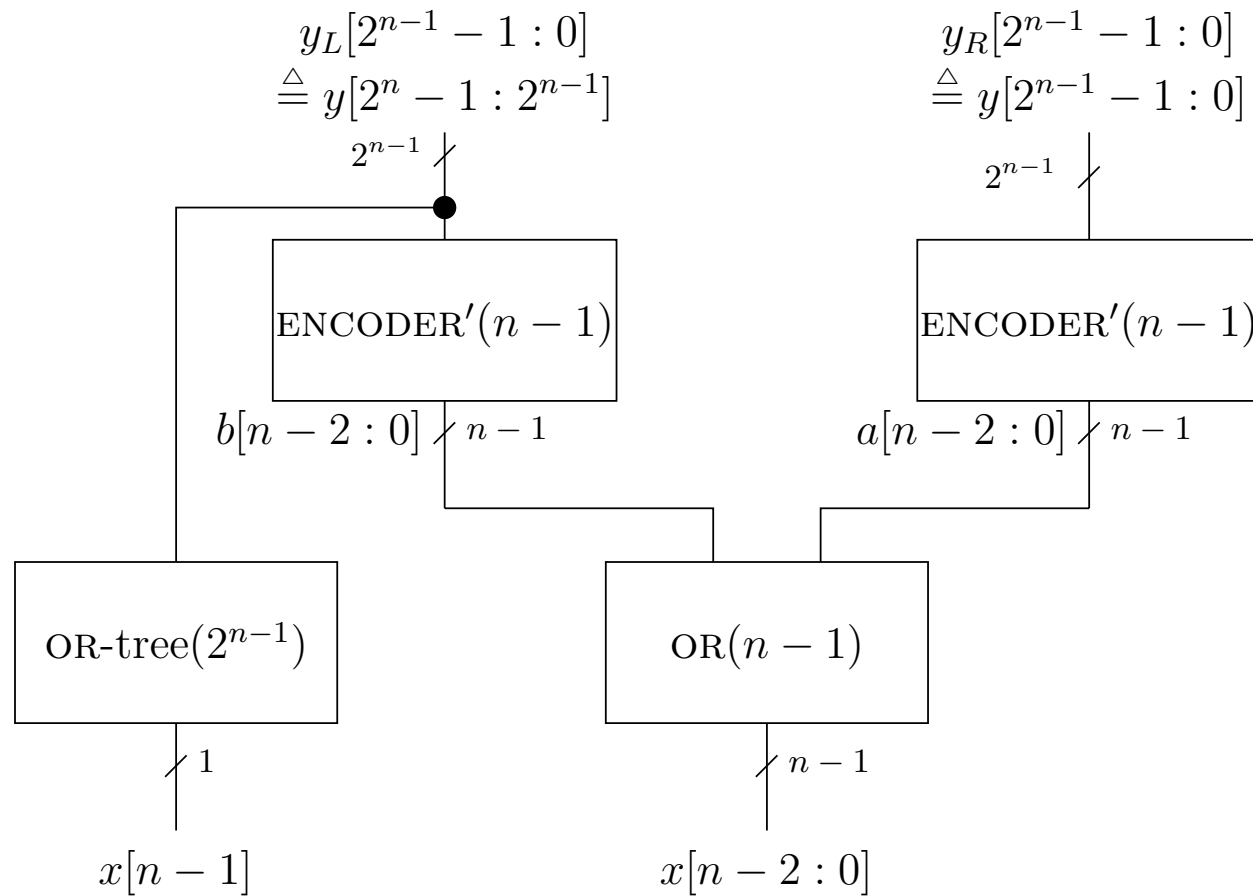 y_L[2^{n-1} − 1 : 0]
≜ y[2^n − 1 : 2^{n-1}]
y_R[2^{n-1} − 1 : 0]
≜ y[2^{n-1} − 1 : 0]
2^{n-1}
2^{n-1}
ENCODER′(n − 1)
ENCODER′(n − 1)
b[n − 2 : 0]
n − 1
a[n − 2 : 0]
n − 1
OR-tree(2^{n-1})
OR(n − 1)
1
n − 1
x[n − 1]
x[n − 2 : 0]